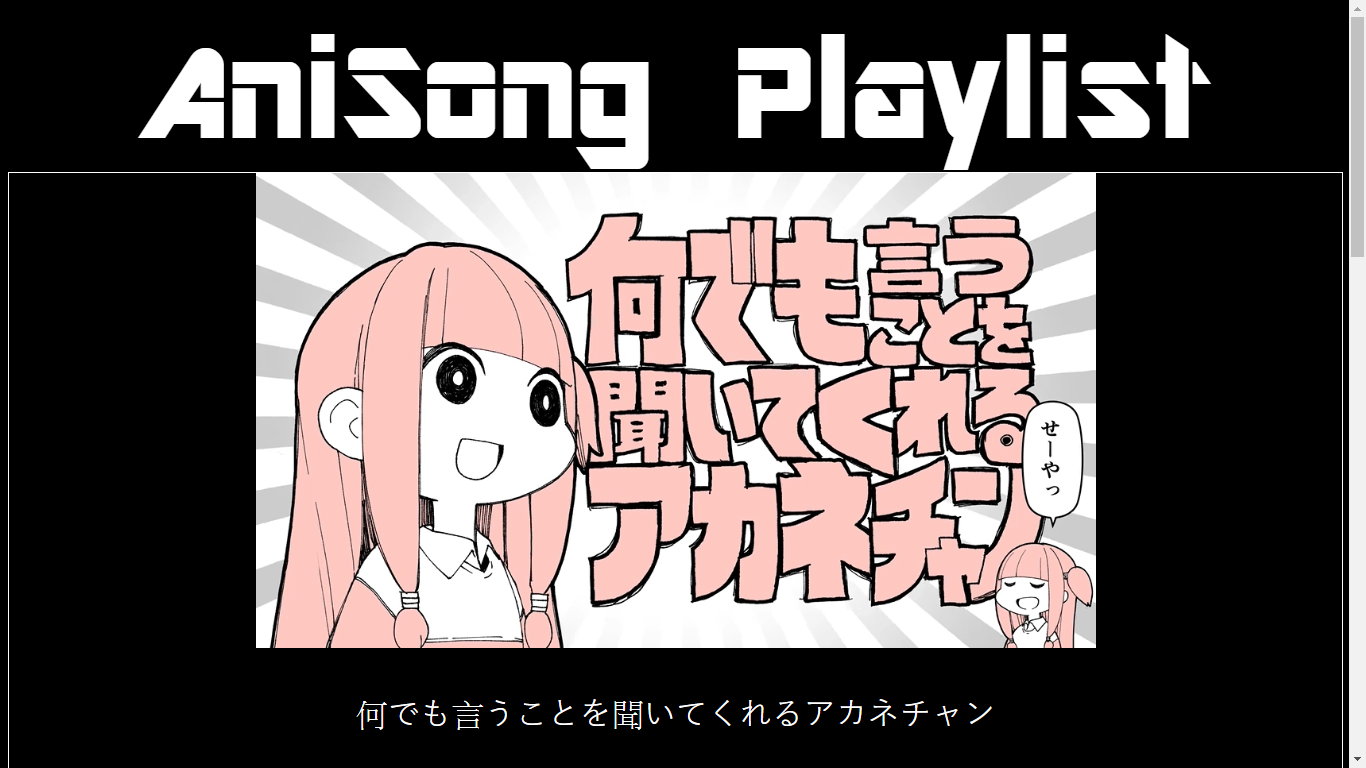 AniSong Playlist
何でも言う
ことを
聞いてくれる
アカネチャン
せーやっ
何でも言うことを聞いてくれるアカネチャン